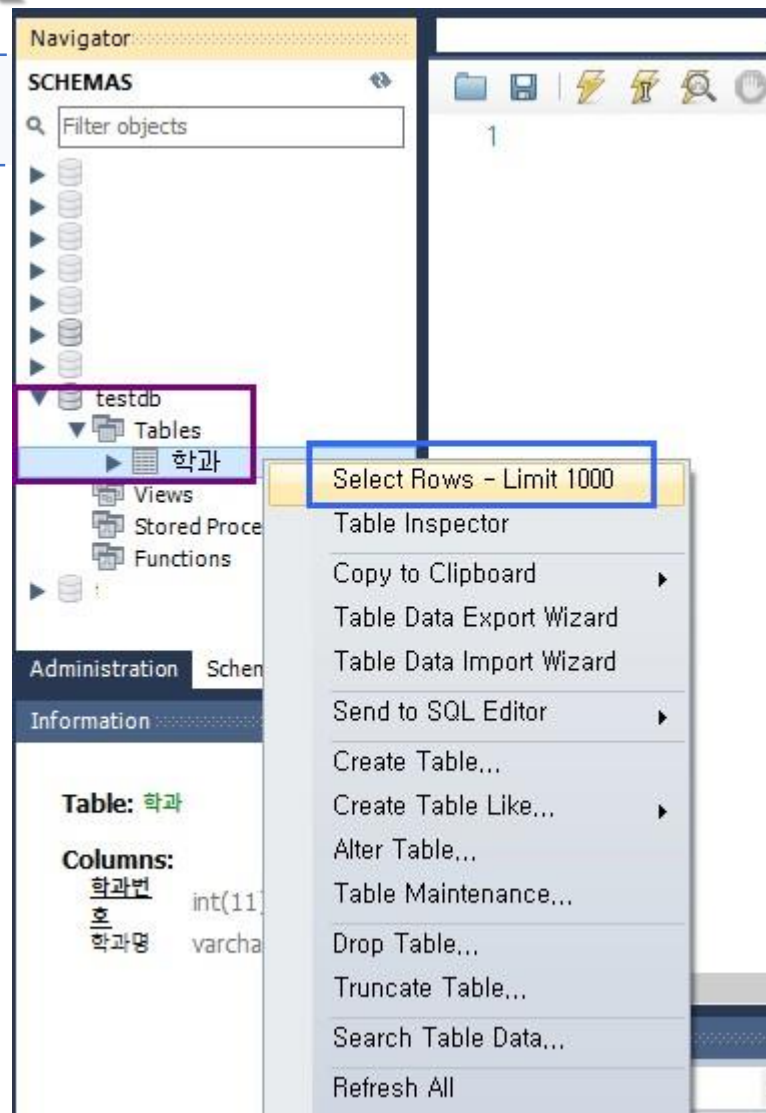 Navigator
SCHEMAS
Filter objects
1
testdb
Tables
학과
Views
Stored Proce
Functions
Select Rows - Limit 1000
Table Inspector
Copy to Clipboard
Table Data Export Wizard
Table Data Import Wizard
Send to SQL Editor
Create Table...
Create Table Like...
Alter Table...
Table Maintenance...
Drop Table...
Truncate Table...
Search Table Data...
Refresh All
Administration Schem
Information
Table: 학과
Columns:
학과번
호 int(11)
학과명 varcha